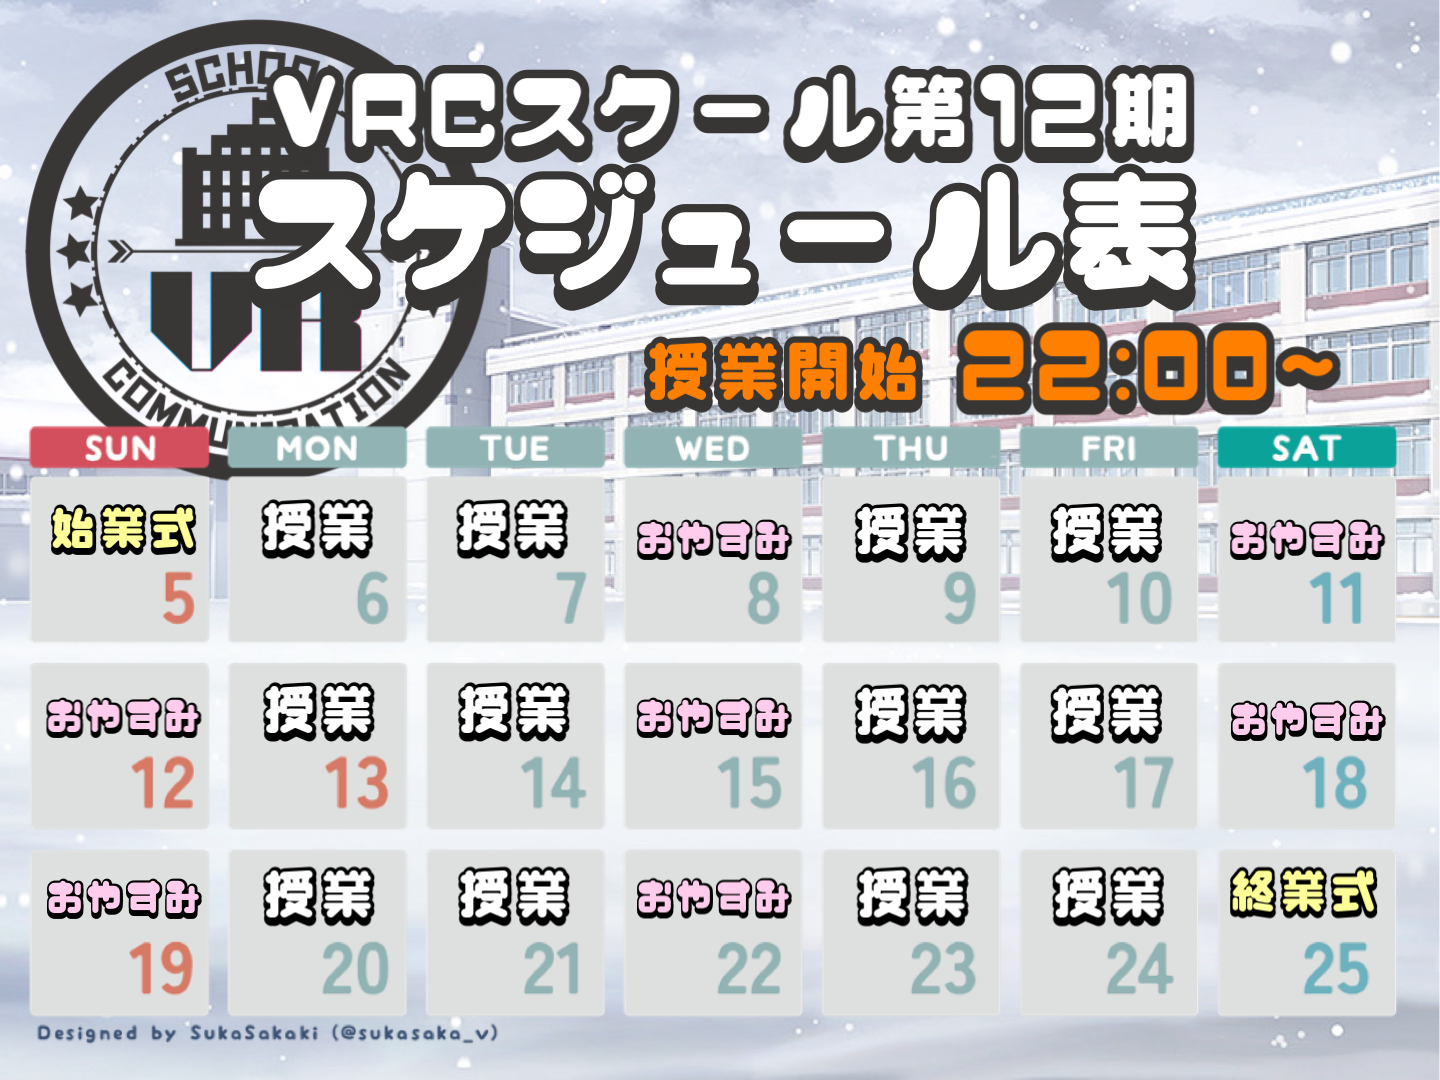 SCHOOL
VRCスクール第12期
スケジュール表
VR
COMMUNICATION
授業開始 22:00~
SUN MON TUE WED THU FRI SAT
始業式 授業 授業 おやすみ 授業 授業 おやすみ
5 6 7 8 9 10 11
おやすみ 授業 授業 おやすみ 授業 授業 おやすみ
12 13 14 15 16 17 18
おやすみ 授業 授業 おやすみ 授業 授業 終業式
19 20 21 22 23 24 25
Designed by SukaSakaki (@sukasaka_v)